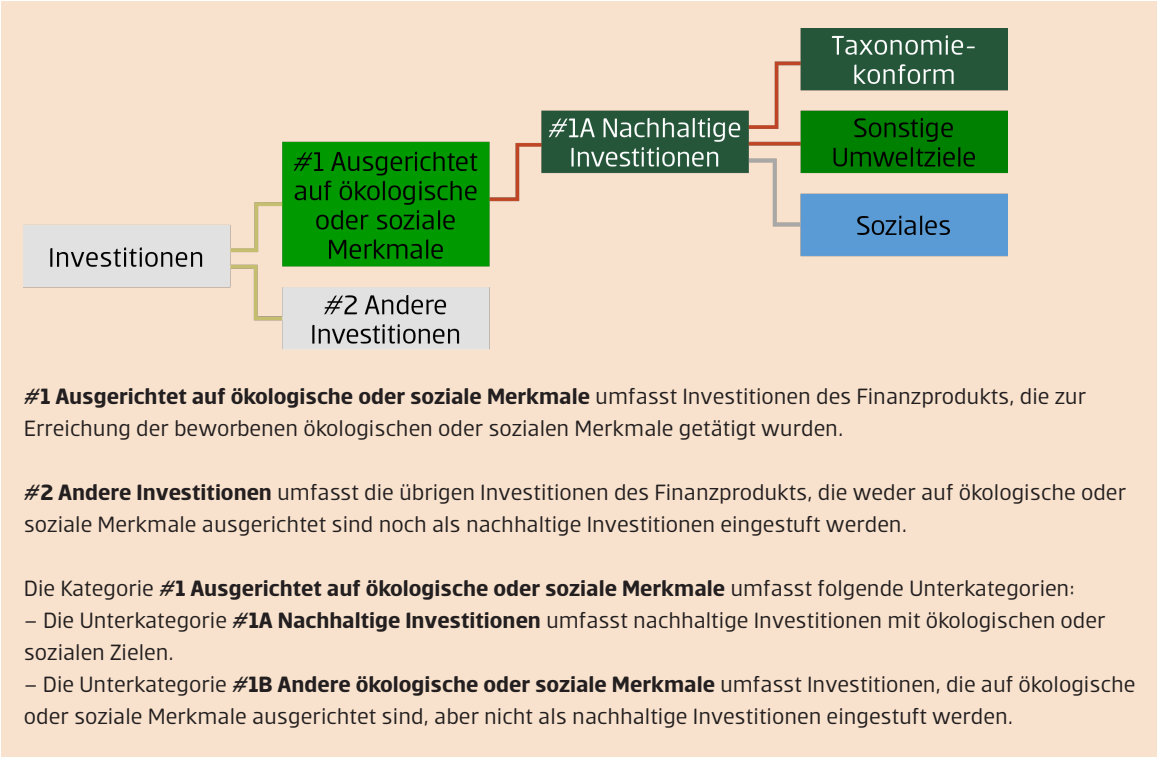 Taxonomie-
konform
#1A Nachhaltige
Investitionen
Sonstige
Umweltziele
#1 Ausgerichtet
auf ökologische
oder soziale
Merkmale
Soziales
Investitionen
#2 Andere
Investitionen
#1 Ausgerichtet auf ökologische oder soziale Merkmale umfasst Investitionen des Finanzprodukts, die zur
Erreichung der beworbenen ökologischen oder sozialen Merkmale getätigt wurden.
#2 Andere Investitionen umfasst die übrigen Investitionen des Finanzprodukts, die weder auf ökologische oder
soziale Merkmale ausgerichtet sind noch als nachhaltige Investitionen eingestuft werden.
Die Kategorie #1 Ausgerichtet auf ökologische oder soziale Merkmale umfasst folgende Unterkategorien:
– Die Unterkategorie #1A Nachhaltige Investitionen umfasst nachhaltige Investitionen mit ökologischen oder
sozialen Zielen.
– Die Unterkategorie #1B Andere ökologische oder soziale Merkmale umfasst Investitionen, die auf ökologische
oder soziale Merkmale ausgerichtet sind, aber nicht als nachhaltige Investitionen eingestuft werden.